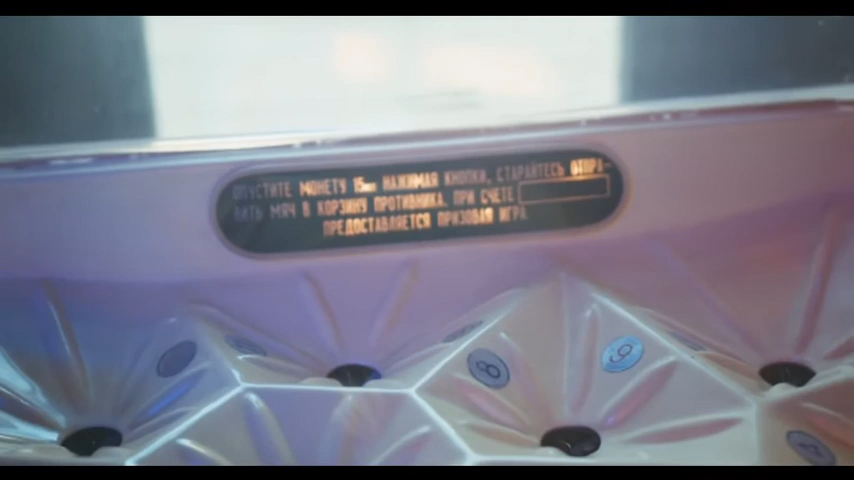 ОПУСТИТЕ МОНЕТУ 15коп НАЖИМАЯ КНОПКИ, СТАРАЙТЕСЬ ОТПРА-
ВИТЬ МЯЧ В КОРЗИНУ ПРОТИВНИКА. ПРИ СЧЕТЕ
ПРЕДОСТАВЛЯЕТСЯ ПРИЗОВАЯ ИГРА
8
9